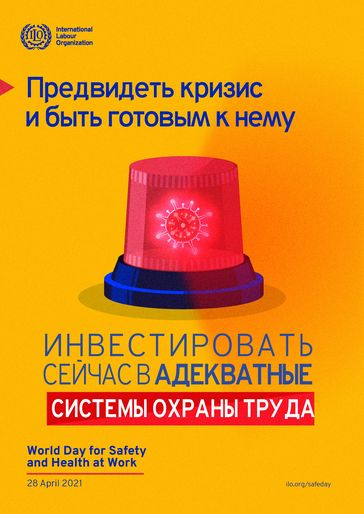 International
Labour
Organization
Предвидеть кризис
и быть готовым к нему
ИНВЕСТИРОВАТЬ
СЕЙЧАС В АДЕКВАТНЫЕ
СИСТЕМЫ ОХРАНЫ ТРУДА
World Day for Safety
and Health at Work
28 April 2021
ilo.org/safeday